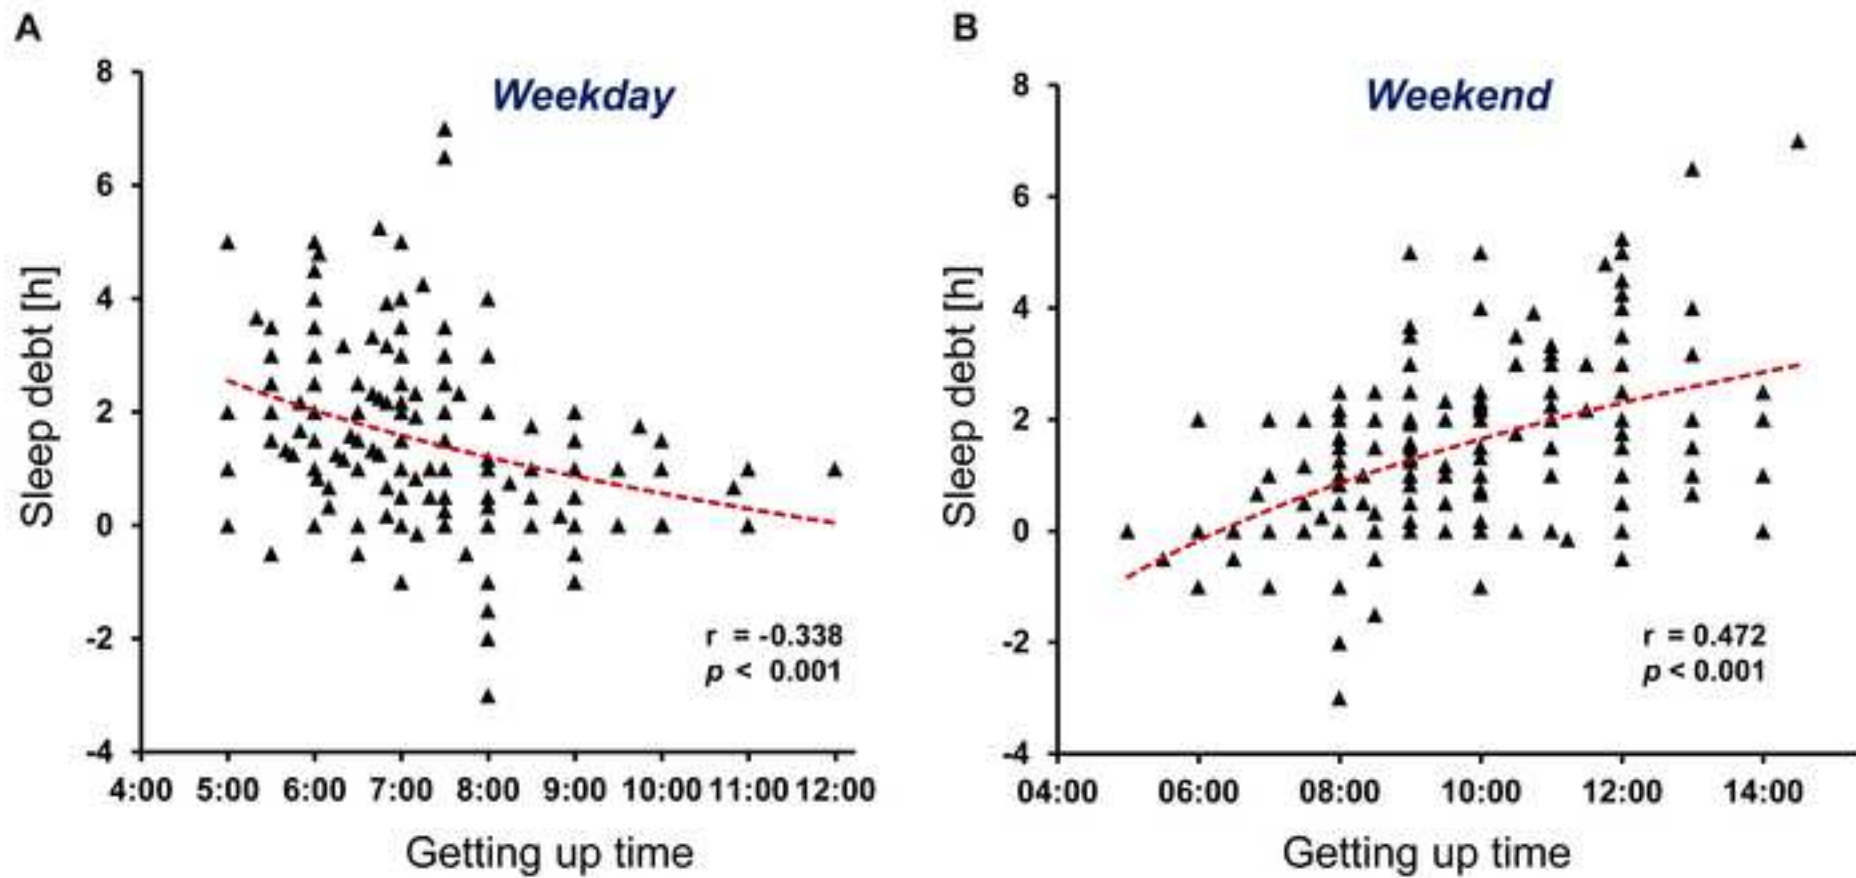 A
Weekday
8
6
4
2
0
-2
-4
Sleep debt [h]
r = -0.338
p < 0.001
4:00 5:00 6:00 7:00 8:00 9:00 10:00 11:00 12:00
Getting up time
B
Weekend
8
6
4
2
0
-2
-4
Sleep debt [h]
r = 0.472
p < 0.001
04:00 06:00 08:00 10:00 12:00 14:00
Getting up time